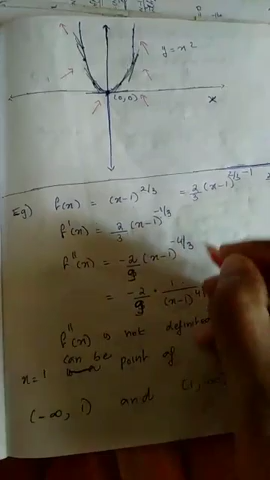 y = x²
(0,0)
x
Eg) f(x) = (x-1)^{2/3} = 2/3 (x-1)^{2/3 - 1}
f'(x) = 2/3 (x-1)^{-1/3}
f''(x) = -2/9 (x-1)^{-4/3}
= -2/9 · 1/(x-1)^{4/
f'' is not defined
x=1 can be point of
(-∞, 1) and (1, ∞